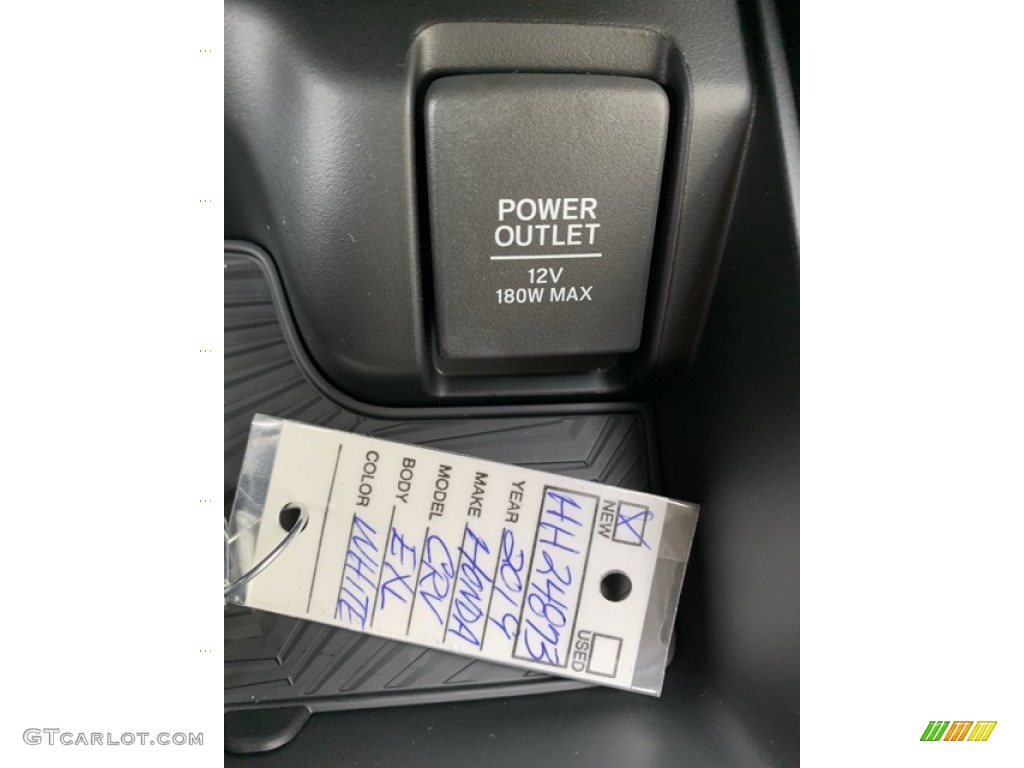 POWER
OUTLET
12V
180W MAX
NEW X USED
HH24873
YEAR 2019
MAKE HONDA
MODEL CRV
BODY EXL
COLOR WHITE
GTCARLOT.COM